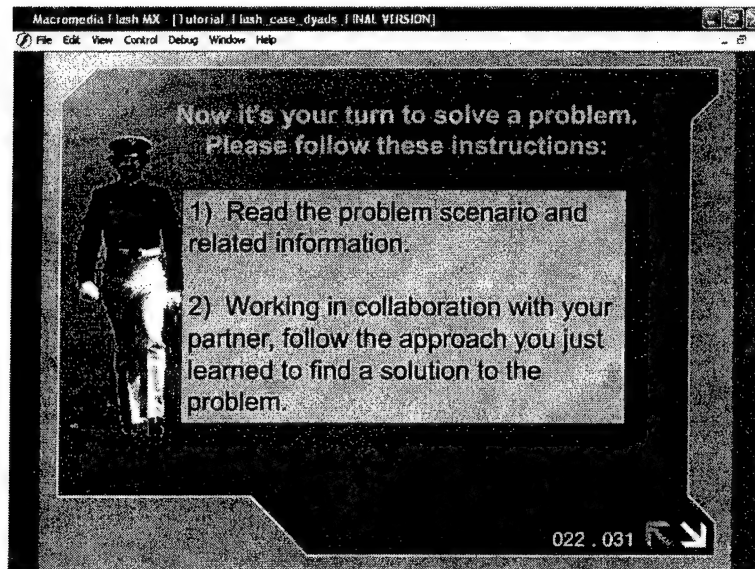 Macromedia Flash MX - [Tutorial_Flash_case_dyads_FINAL VERSION]
File Edit View Control Debug Window Help
Now it's your turn to solve a problem.
Please follow these instructions:
1) Read the problem scenario and
related information.
2) Working in collaboration with your
partner, follow the approach you just
learned to find a solution to the
problem.
022 . 031